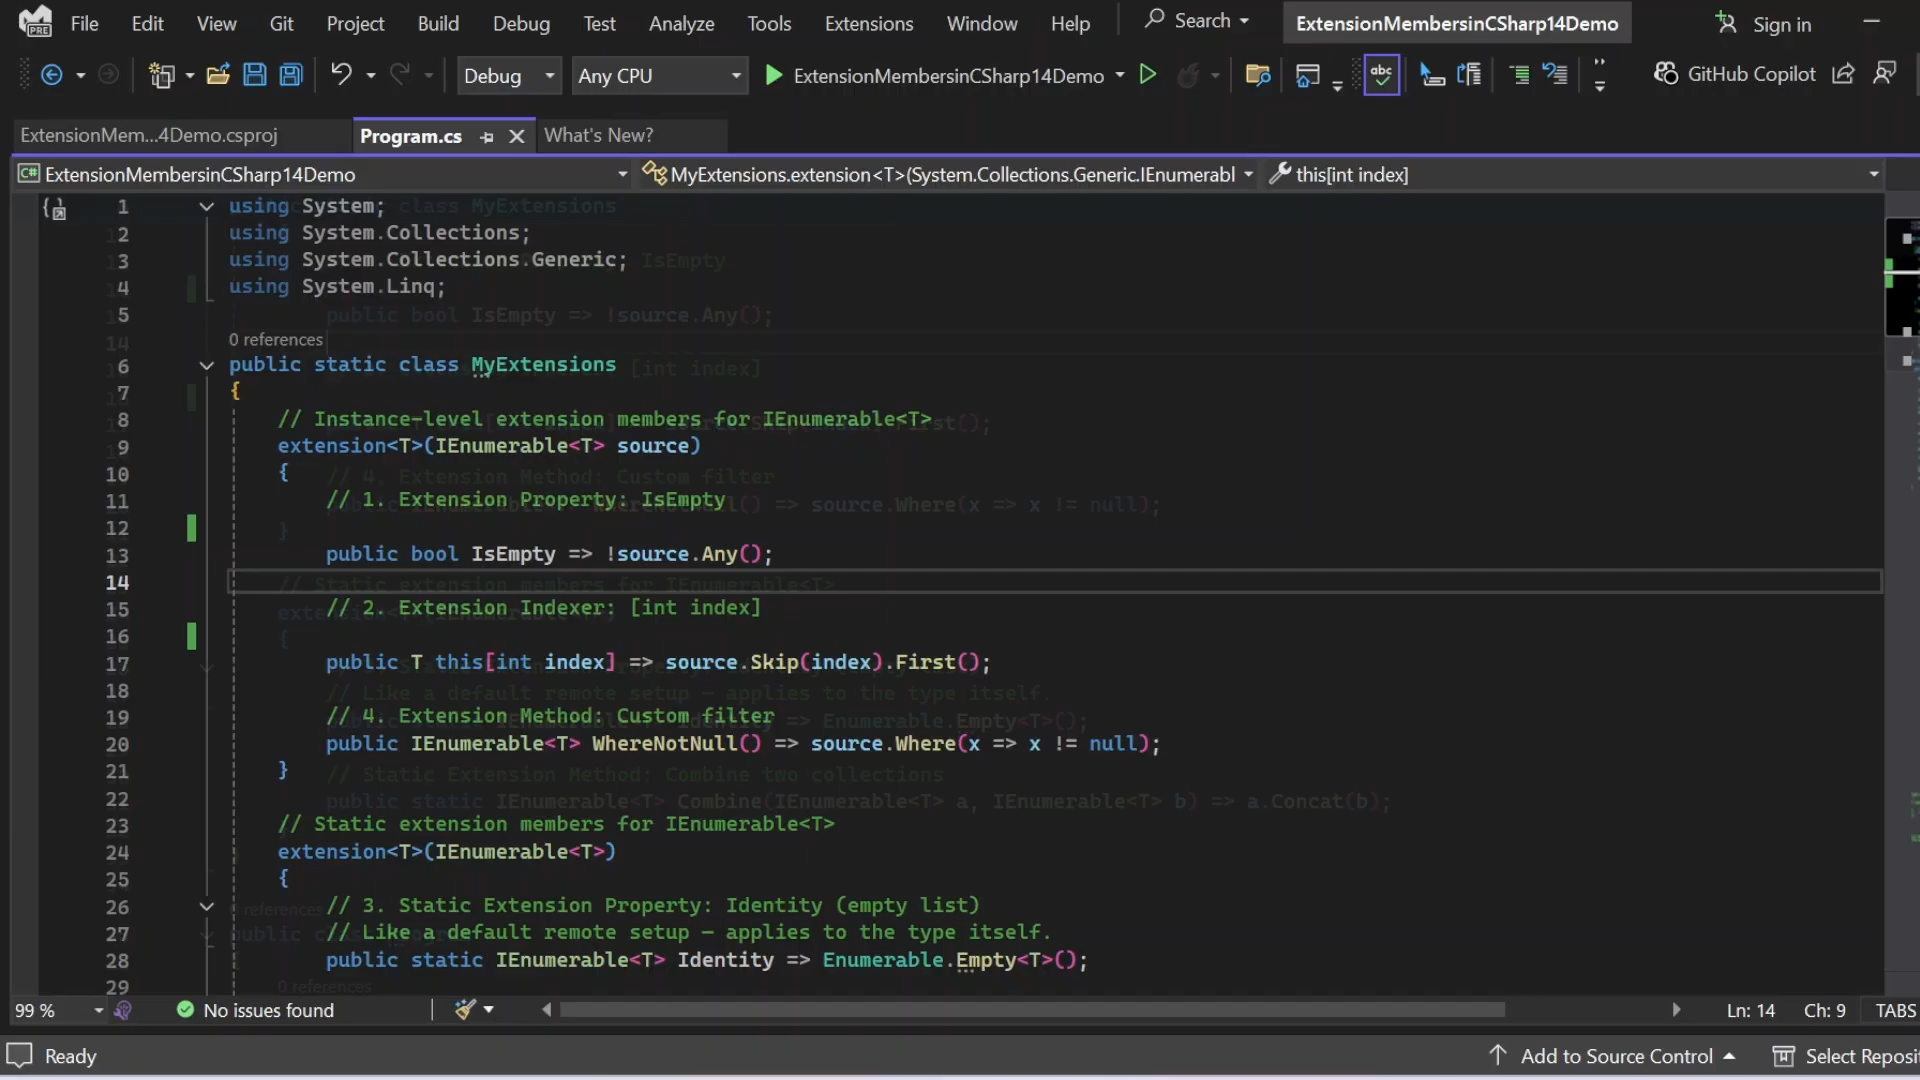 PRE File Edit View Git Project Build Debug Test Analyze Tools Extensions Window Help Search ExtensionMembersinCSharp14Demo Sign in
Debug Any CPU ExtensionMembersinCSharp14Demo abc GitHub Copilot
ExtensionMem...4Demo.csproj Program.cs What's New?
C# ExtensionMembersinCSharp14Demo MyExtensions.extension<T>(System.Collections.Generic.IEnumerabl this[int index]
1 using System;
2 using System.Collections;
3 using System.Collections.Generic;
4 using System.Linq;
5
0 references
6 public static class MyExtensions
7 {
8 // Instance-level extension members for IEnumerable<T>
9 extension<T>(IEnumerable<T> source)
10 {
11 // 1. Extension Property: IsEmpty
12
13 public bool IsEmpty => !source.Any();
14
15 // 2. Extension Indexer: [int index]
16
17 public T this[int index] => source.Skip(index).First();
18
19 // 4. Extension Method: Custom filter
20 public IEnumerable<T> WhereNotNull() => source.Where(x => x != null);
21 }
22
23 // Static extension members for IEnumerable<T>
24 extension<T>(IEnumerable<T>)
25 {
26 // 3. Static Extension Property: Identity (empty list)
27 // Like a default remote setup – applies to the type itself.
28 public static IEnumerable<T> Identity => Enumerable.Empty<T>();
29
99 % No issues found Ln: 14 Ch: 9 TABS
Ready Add to Source Control Select Reposit